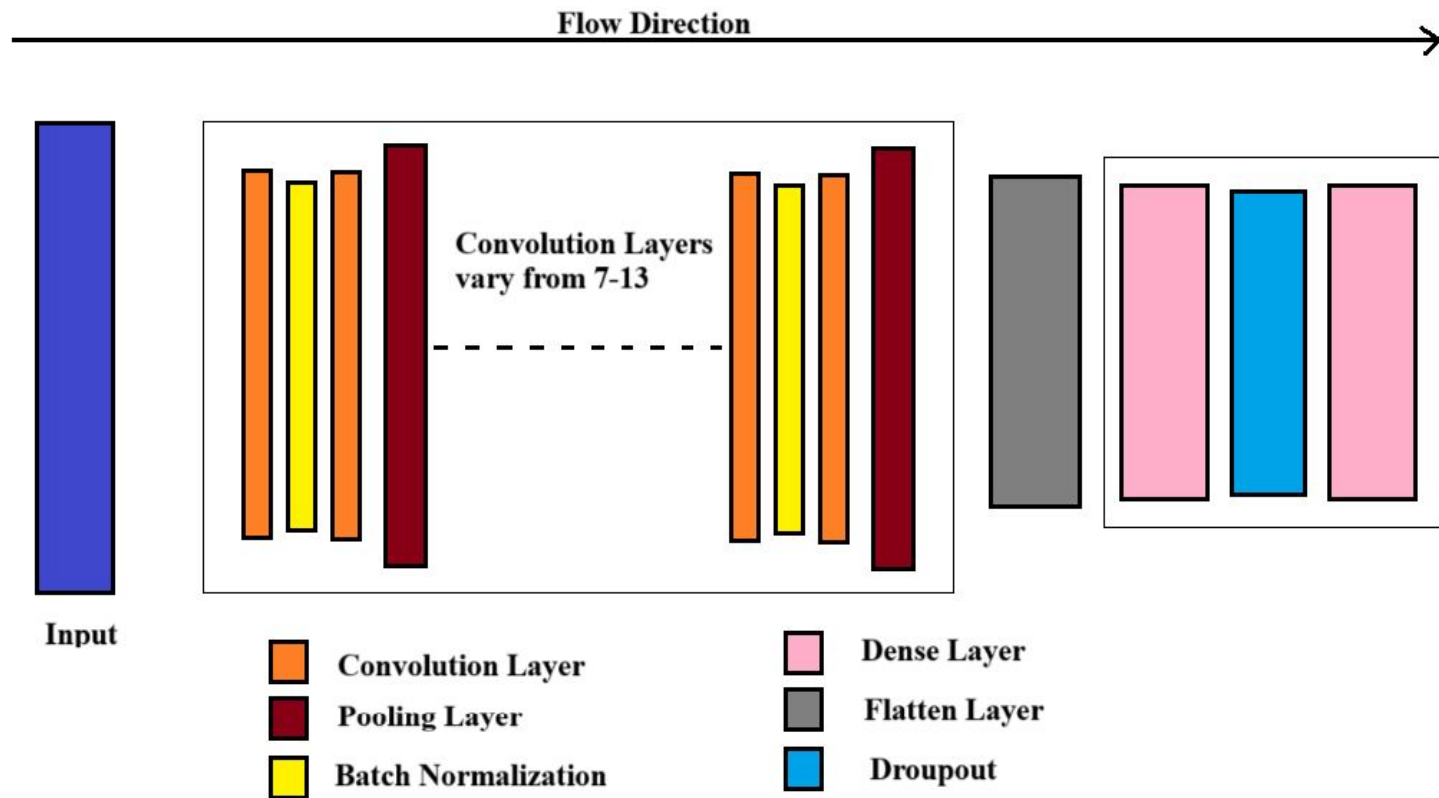 Flow Direction
Convolution Layers
vary from 7-13
Input
Convolution Layer
Pooling Layer
Batch Normalization
Dense Layer
Flatten Layer
Droupout